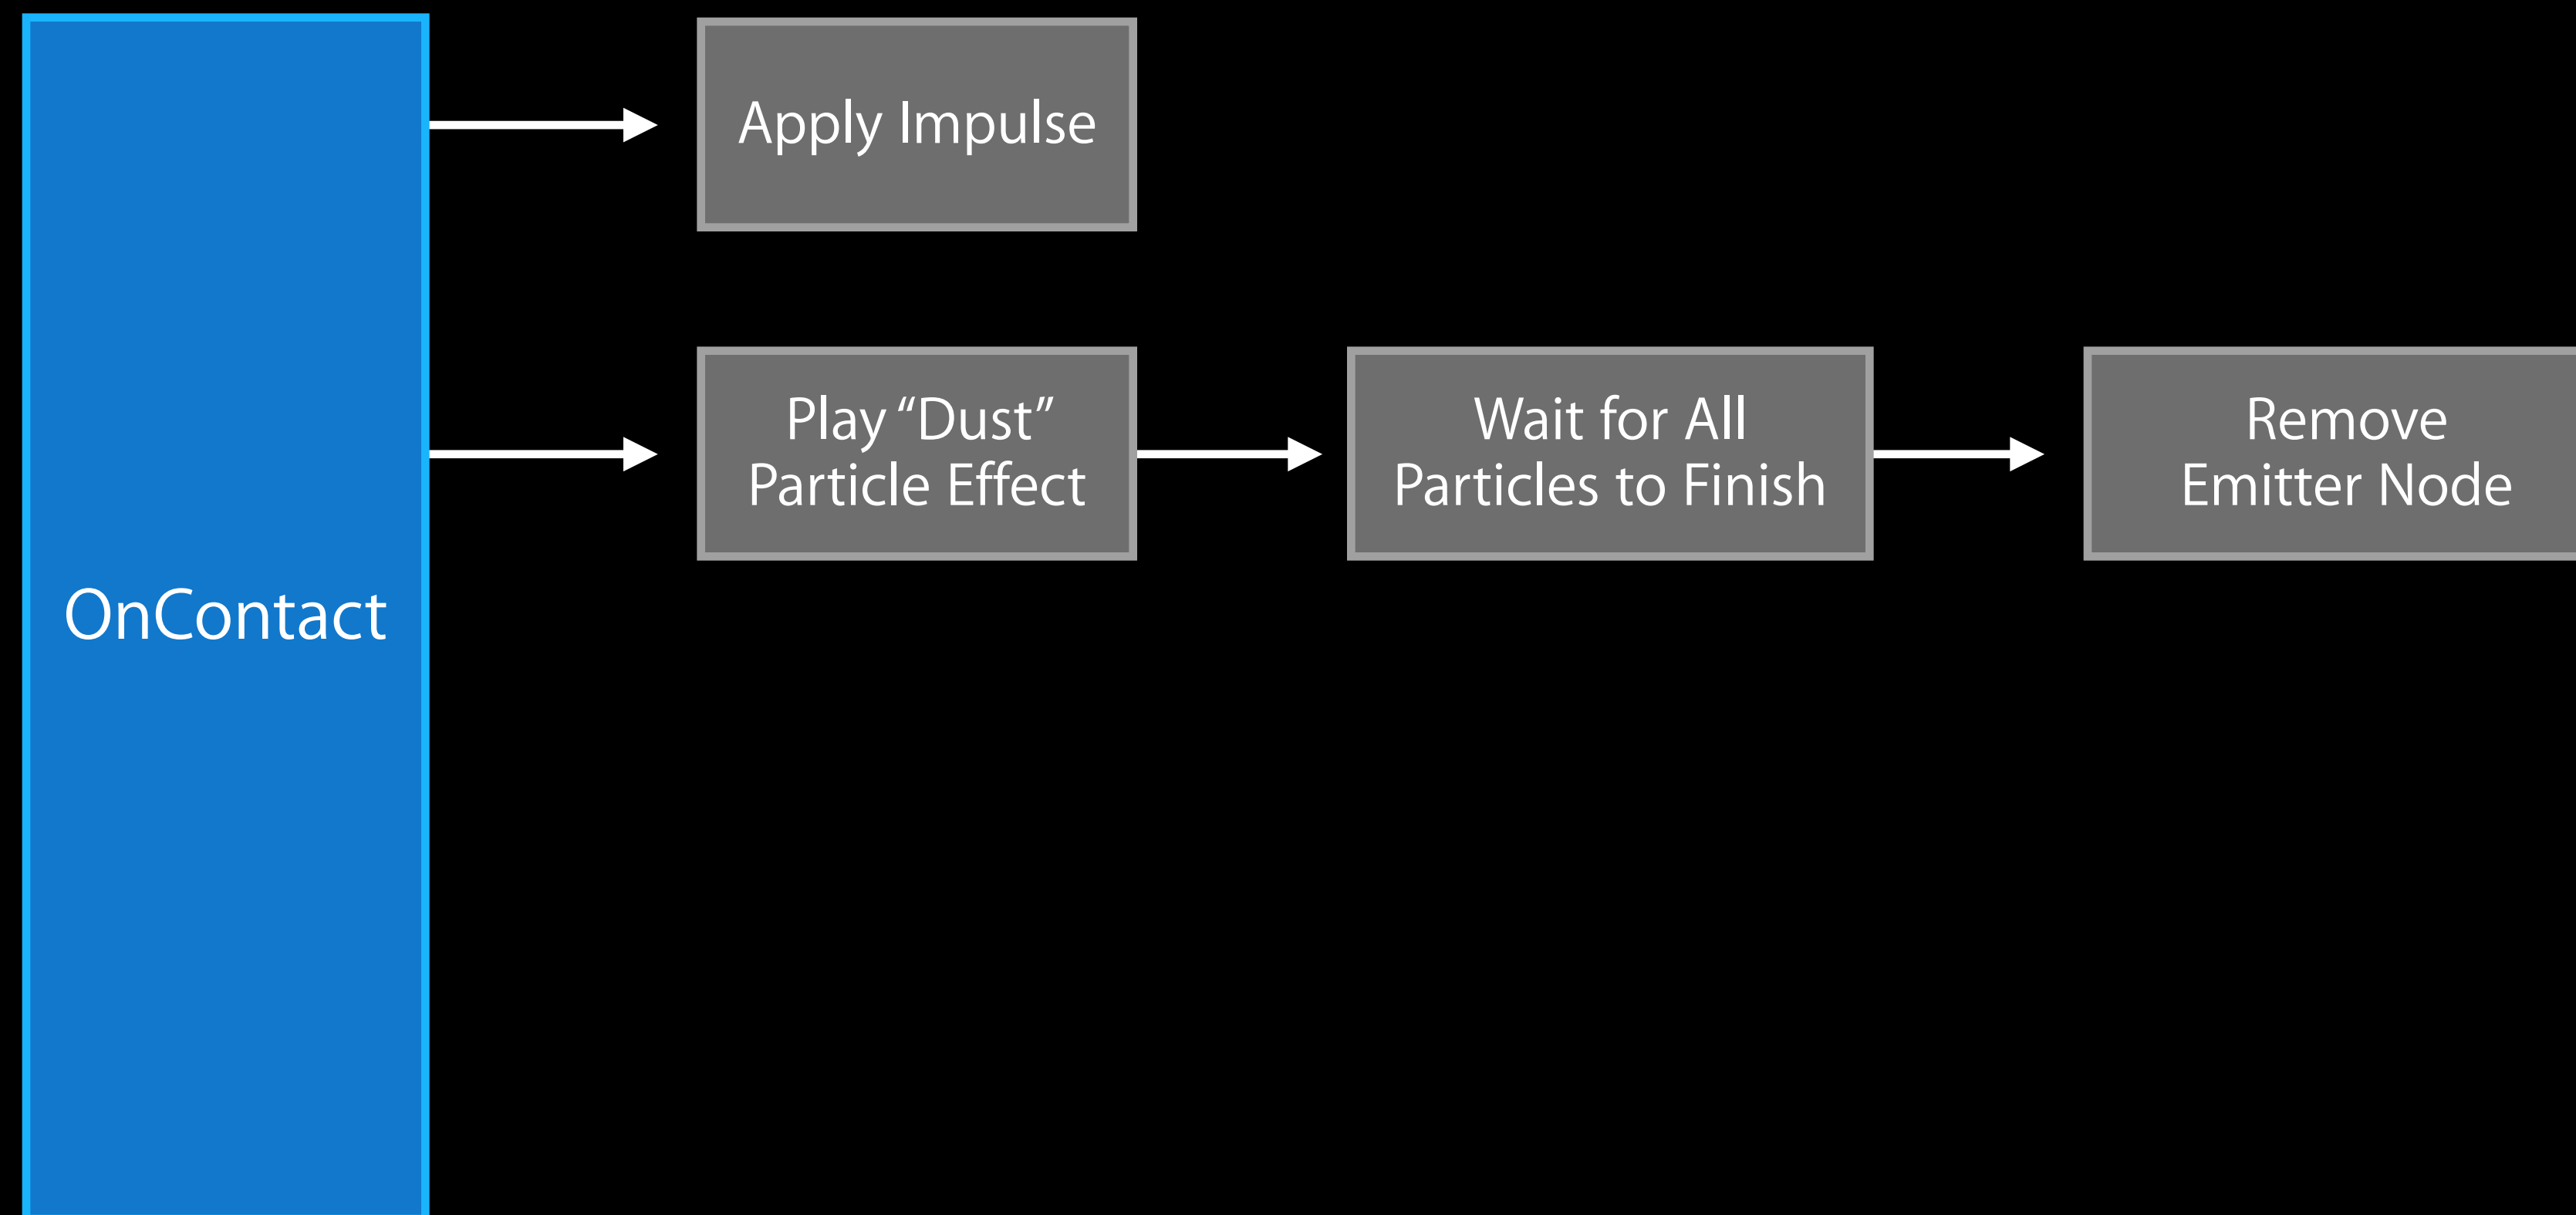 Apply Impulse
Play “Dust”
Particle Effect
Wait for All
Particles to Finish
Remove
Emitter Node
OnContact